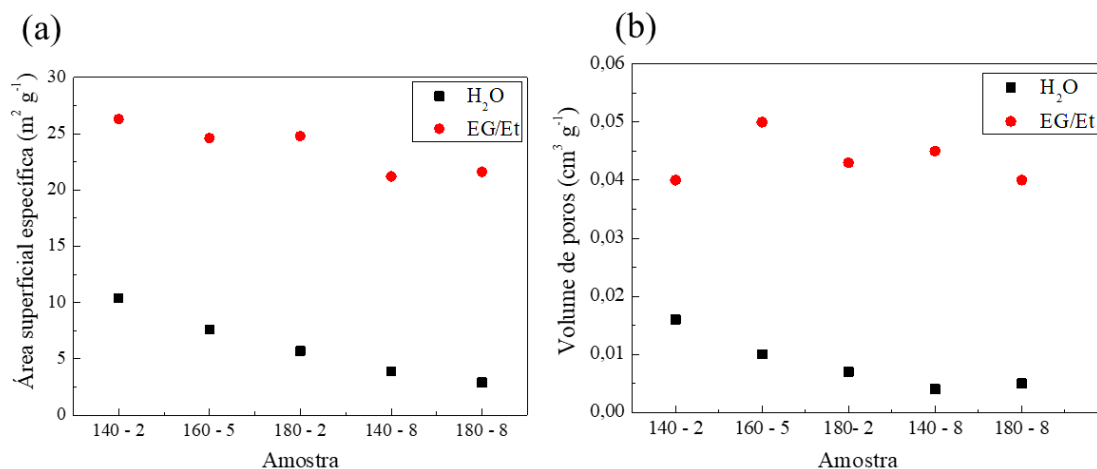 (a)
Área superficial específica (m² g⁻¹)
30
25
20
15
10
5
0
H₂O
EG/Et
140 - 2
160 - 5
180 - 2
140 - 8
180 - 8
Amostra
(b)
Volume de poros (cm³ g⁻¹)
0,06
0,05
0,04
0,03
0,02
0,01
0,00
H₂O
EG/Et
140 - 2
160 - 5
180- 2
140 - 8
180 - 8
Amostra